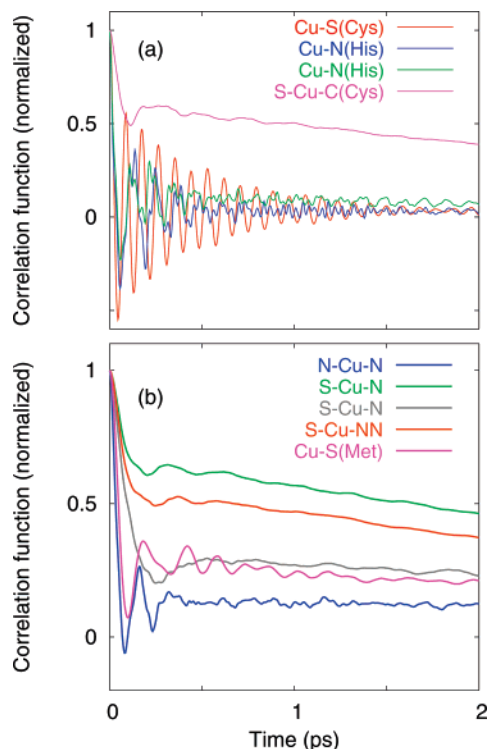 1
0.5
0
Correlation function (normalized)
(a)
Cu-S(Cys)
Cu-N(His)
Cu-N(His)
S-Cu-C(Cys)
1
0.5
0
Correlation function (normalized)
(b)
N-Cu-N
S-Cu-N
S-Cu-N
S-Cu-NN
Cu-S(Met)
0
1
2
Time (ps)